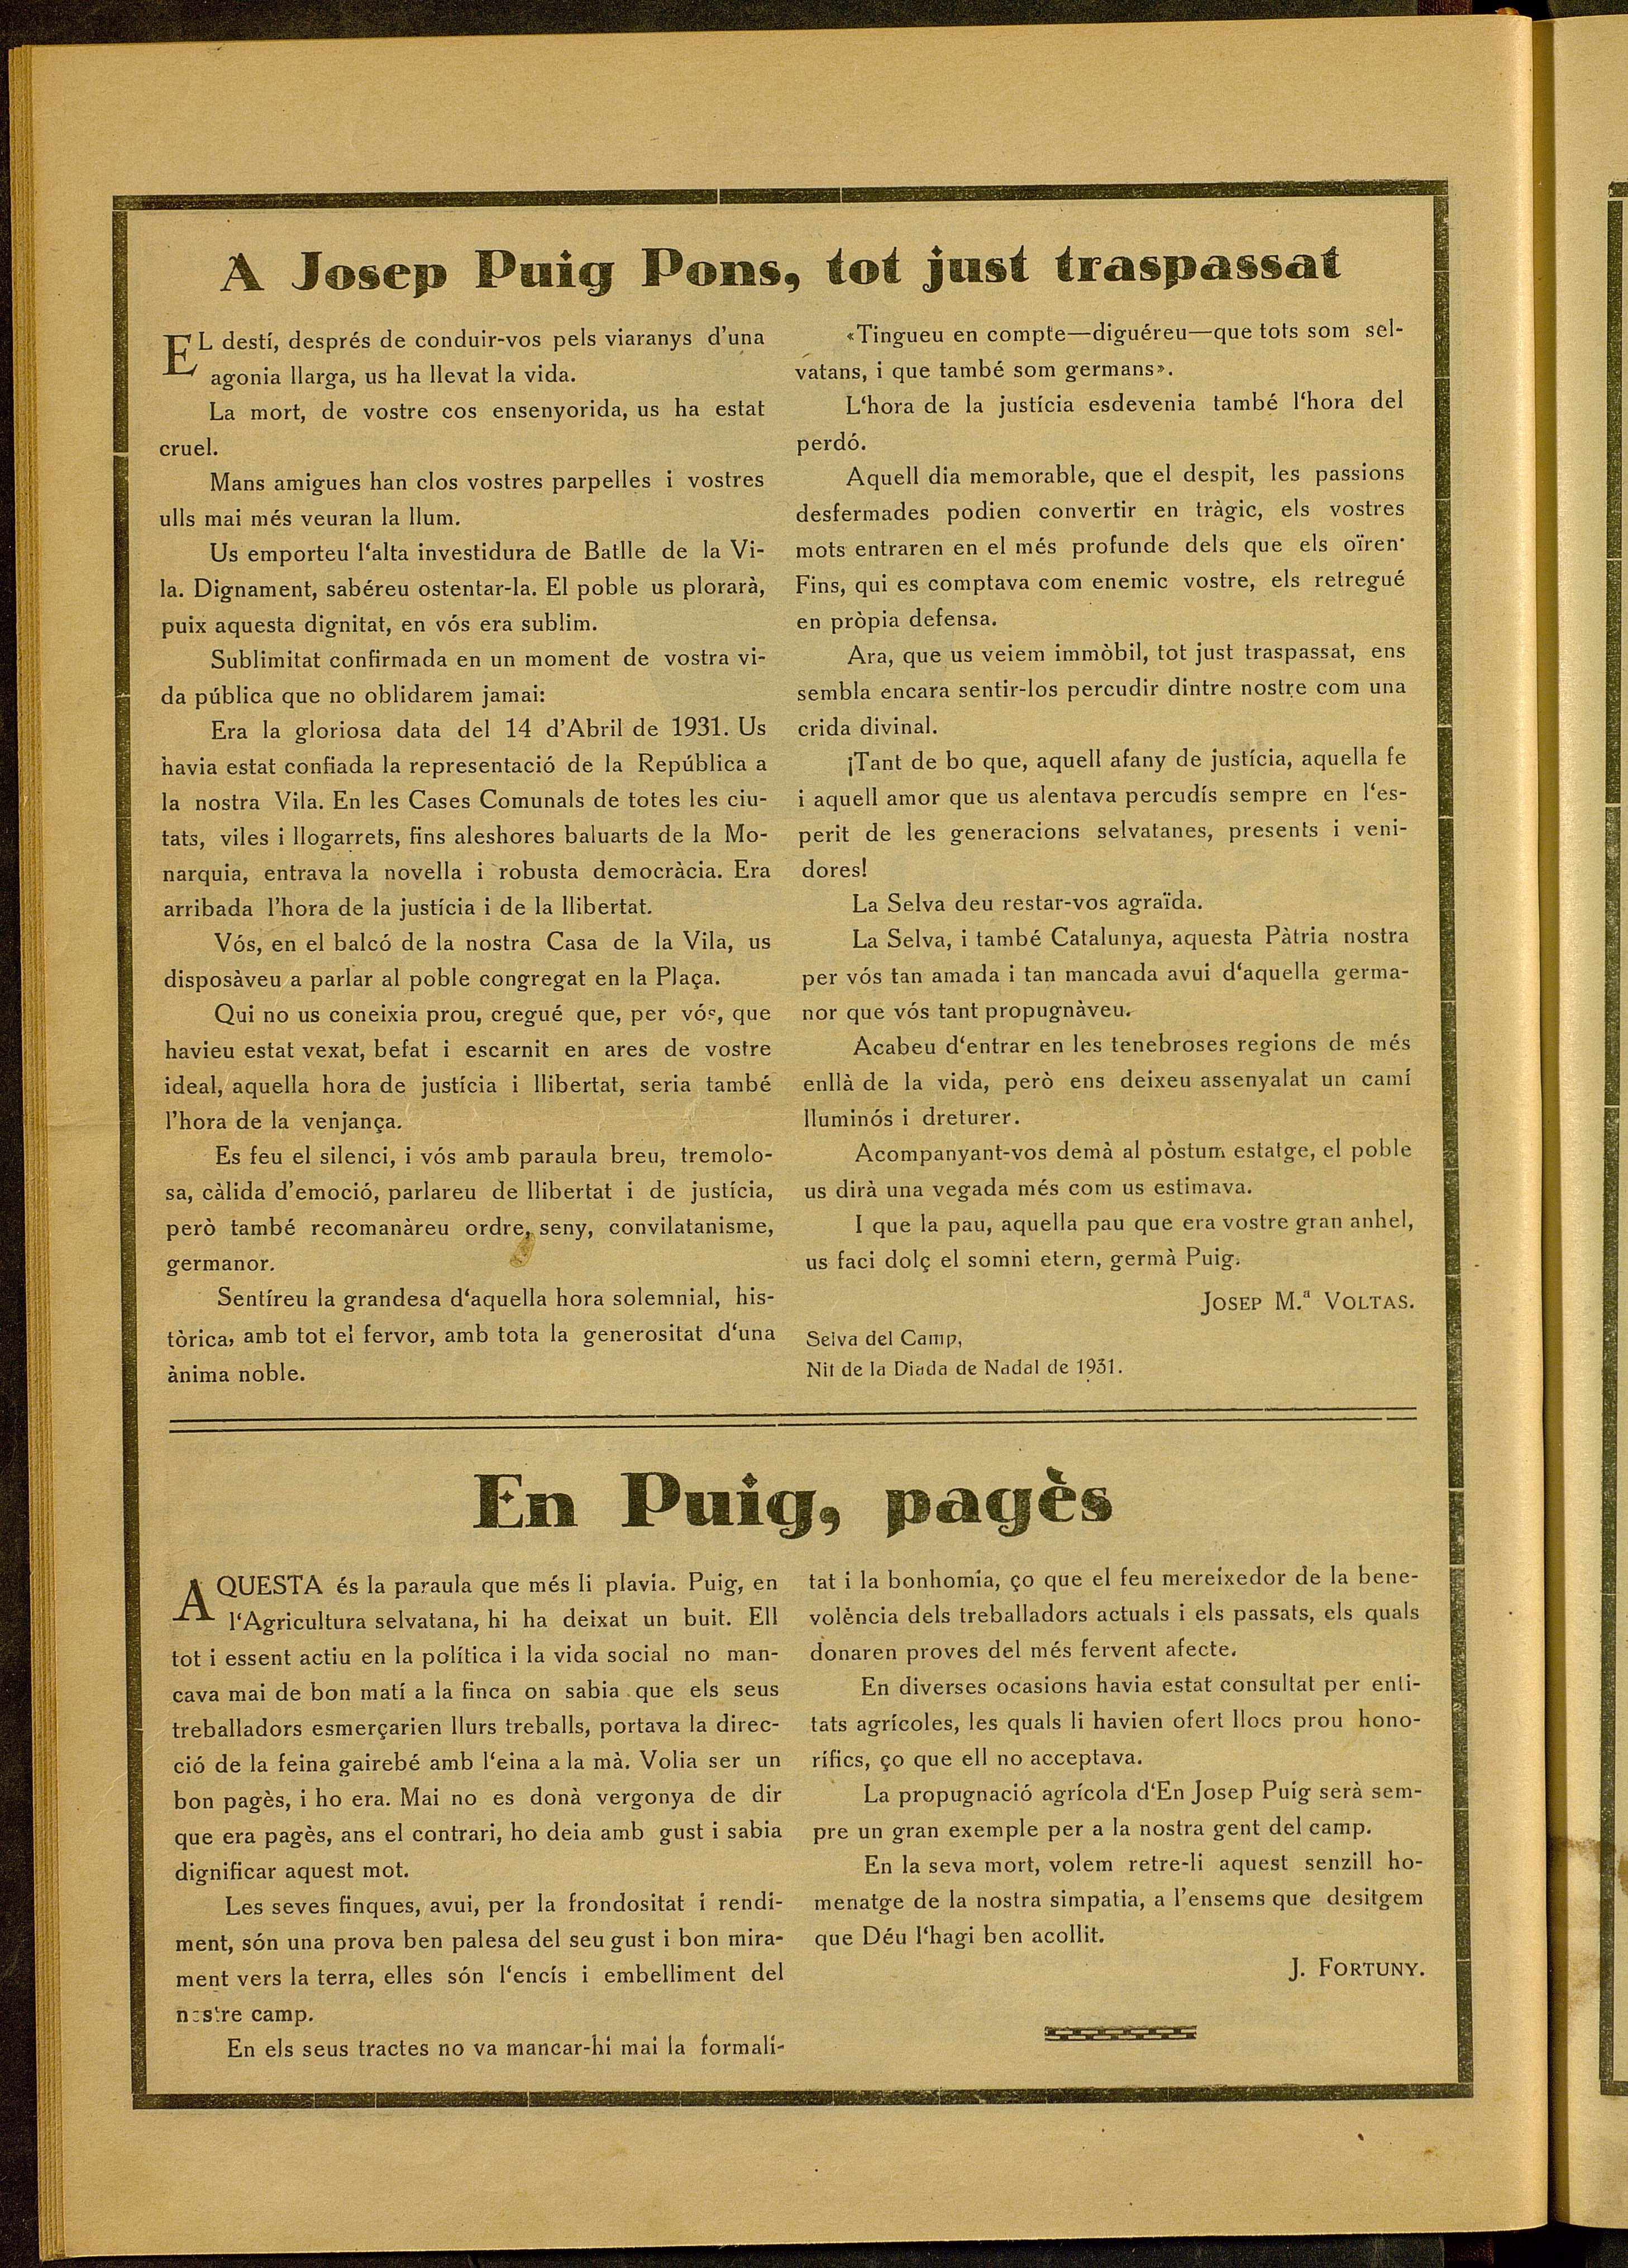 A Josep Puig Pons, tot just traspassat
EL destí, després de conduir-vos pels viaranys d'una
agonia llarga, us ha llevat la vida.
La mort, de vostre cos ensenyorida, us ha estat
cruel.
Mans amigues han clos vostres parpelles i vostres
ulls mai més veuran la llum.
Us emporteu l'alta investidura de Batlle de la Vi-
la. Dignament, sabéreu ostentar-la. El poble us plorarà,
puix aquesta dignitat, en vós era sublim.
Sublimitat confirmada en un moment de vostra vi-
da pública que no oblidarem jamai:
Era la gloriosa data del 14 d'Abril de 1931. Us
havia estat confiada la representació de la República a
la nostra Vila. En les Cases Comunals de totes les ciu-
tats, viles i llogarrets, fins aleshores baluarts de la Mo-
narquia, entrava la novella i robusta democràcia. Era
arribada l'hora de la justícia i de la llibertat.
Vós, en el balcó de la nostra Casa de la Vila, us
disposàveu a parlar al poble congregat en la Plaça.
Qui no us coneixia prou, cregué que, per vós, que
havieu estat vexat, befat i escarnit en ares de vostre
ideal, aquella hora de justícia i llibertat, seria també
l'hora de la venjança.
Es feu el silenci, i vós amb paraula breu, tremolo-
sa, càlida d'emoció, parlareu de llibertat i de justícia,
però també recomanàreu ordre, seny, convilatanisme,
germanor.
Sentíreu la grandesa d'aquella hora solemnial, his-
tòrica, amb tot el fervor, amb tota la generositat d'una
ànima noble.
«Tingueu en compte—diguéreu—que tots som sel-
vatans, i que també som germans».
L'hora de la justícia esdevenia també l'hora del
perdó.
Aquell dia memorable, que el despit, les passions
desfermades podien convertir en tràgic, els vostres
mots entraren en el més profunde dels que els oïren·
Fins, qui es comptava com enemic vostre, els retregué
en pròpia defensa.
Ara, que us veiem immòbil, tot just traspassat, ens
sembla encara sentir-los percudir dintre nostre com una
crida divinal.
¡Tant de bo que, aquell afany de justícia, aquella fe
i aquell amor que us alentava percudís sempre en l'es-
perit de les generacions selvatanes, presents i veni-
dores!
La Selva deu restar-vos agraïda.
La Selva, i també Catalunya, aquesta Pàtria nostra
per vós tan amada i tan mancada avui d'aquella germa-
nor que vós tant propugnàveu.
Acabeu d'entrar en les tenebroses regions de més
enllà de la vida, però ens deixeu assenyalat un camí
lluminós i dreturer.
Acompanyant-vos demà al pòstum estatge, el poble
us dirà una vegada més com us estimava.
I que la pau, aquella pau que era vostre gran anhel,
us faci dolç el somni etern, germà Puig.
JOSEP M.ª VOLTAS.
Selva del Camp,
Nit de la Diada de Nadal de 1931.
En Puig, pagès
AQUESTA és la paraula que més li plavia. Puig, en
l'Agricultura selvatana, hi ha deixat un buit. Ell
tot i essent actiu en la política i la vida social no man-
cava mai de bon matí a la finca on sabia que els seus
treballadors esmerçarien llurs treballs, portava la direc-
ció de la feina gairebé amb l'eina a la mà. Volia ser un
bon pagès, i ho era. Mai no es donà vergonya de dir
que era pagès, ans el contrari, ho deia amb gust i sabia
dignificar aquest mot.
Les seves finques, avui, per la frondositat i rendi-
ment, són una prova ben palesa del seu gust i bon mira-
ment vers la terra, elles són l'encís i embelliment del
nostre camp.
En els seus tractes no va mancar-hi mai la formali-
tat i la bonhomia, ço que el feu mereixedor de la bene-
volència dels treballadors actuals i els passats, els quals
donaren proves del més fervent afecte.
En diverses ocasions havia estat consultat per enti-
tats agrícoles, les quals li havien ofert llocs prou hono-
rífics, ço que ell no acceptava.
La propugnació agrícola d'En Josep Puig serà sem-
pre un gran exemple per a la nostra gent del camp.
En la seva mort, volem retre-li aquest senzill ho-
menatge de la nostra simpatia, a l'ensems que desitgem
que Déu l'hagi ben acollit.
J. FORTUNY.